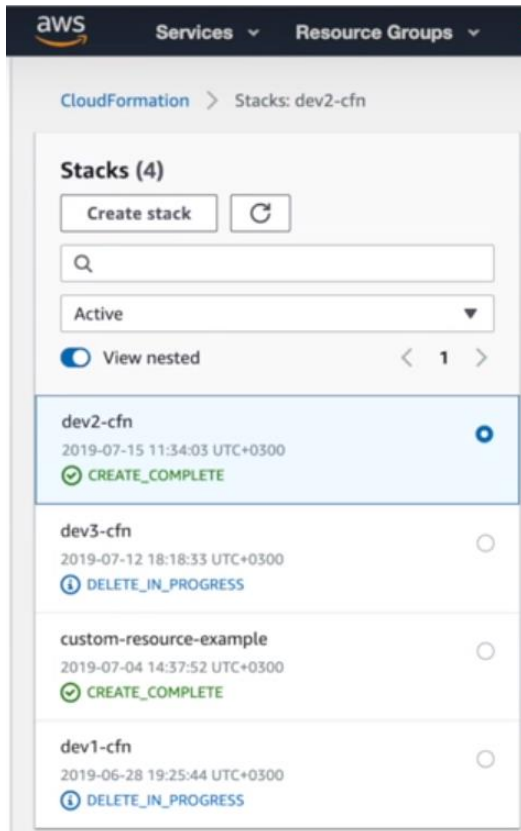 aws Services Resource Groups
CloudFormation > Stacks: dev2-cfn
Stacks (4)
Create stack
Active
View nested < 1 >
dev2-cfn
2019-07-15 11:34:03 UTC+0300
CREATE_COMPLETE
dev3-cfn
2019-07-12 18:18:33 UTC+0300
DELETE_IN_PROGRESS
custom-resource-example
2019-07-04 14:37:52 UTC+0300
CREATE_COMPLETE
dev1-cfn
2019-06-28 19:25:44 UTC+0300
DELETE_IN_PROGRESS